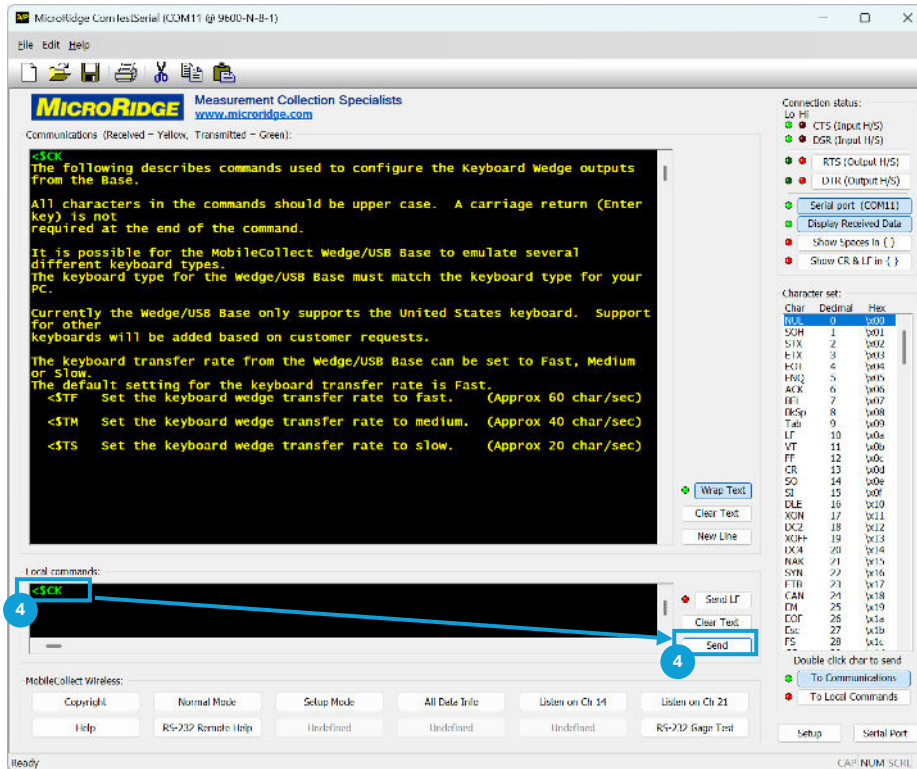 MicroRidge ComTestSerial (COM11 @ 9600-N-8-1)
File Edit Help
MICRORIDGE
Measurement Collection Specialists
www.microridge.com
Communications (Received - Yellow, Transmitted - Green):
<$CK
The following describes commands used to configure the Keyboard Wedge outputs
from the Base.
All characters in the commands should be upper case. A carriage return (Enter
key) is not
required at the end of the command.
It is possible for the MobileCollect Wedge/USB Base to emulate several
different keyboard types.
The keyboard type for the Wedge/USB Base must match the keyboard type for your
PC.
Currently the Wedge/USB Base only supports the United States keyboard. Support
for other
keyboards will be added based on customer requests.
The keyboard transfer rate from the Wedge/USB Base can be set to Fast, Medium
or Slow.
The default setting for the keyboard transfer rate is Fast.
<$TF Set the keyboard wedge transfer rate to fast. (Approx 60 char/sec)
<$TM Set the keyboard wedge transfer rate to medium. (Approx 40 char/sec)
<$TS Set the keyboard wedge transfer rate to slow. (Approx 20 char/sec)
Wrap Text
Clear Text
New Line
Local commands:
<$CK
4
Send LF
Clear Text
Send
4
MobileCollect Wireless:
Copyright Normal Mode Setup Mode All Data Info Listen on Ch 14 Listen on Ch 21
Help RS-232 Remote Help Undefined Undefined Undefined RS-232 Gage Test
Connection status:
Lo Hi
CTS (Input H/S)
DSR (Input H/S)
RTS (Output H/S)
DTR (Output H/S)
Serial port (COM11)
Display Received Data
Show Spaces in { }
Show CR & LF in { }
Character set:
Char Decimal Hex
NUL 0 \x00
SOH 1 \x01
STX 2 \x02
ETX 3 \x03
EOT 4 \x04
ENQ 5 \x05
ACK 6 \x06
BEL 7 \x07
BkSp 8 \x08
Tab 9 \x09
LF 10 \x0a
VT 11 \x0b
FF 12 \x0c
CR 13 \x0d
SO 14 \x0e
SI 15 \x0f
DLE 16 \x10
XON 17 \x11
DC2 18 \x12
XOFF 19 \x13
DC4 20 \x14
NAK 21 \x15
SYN 22 \x16
ETB 23 \x17
CAN 24 \x18
EM 25 \x19
EOF 26 \x1a
Esc 27 \x1b
FS 28 \x1c
Double click char to send
To Communications
To Local Commands
Setup Serial Port
Ready
CAP NUM SCRL